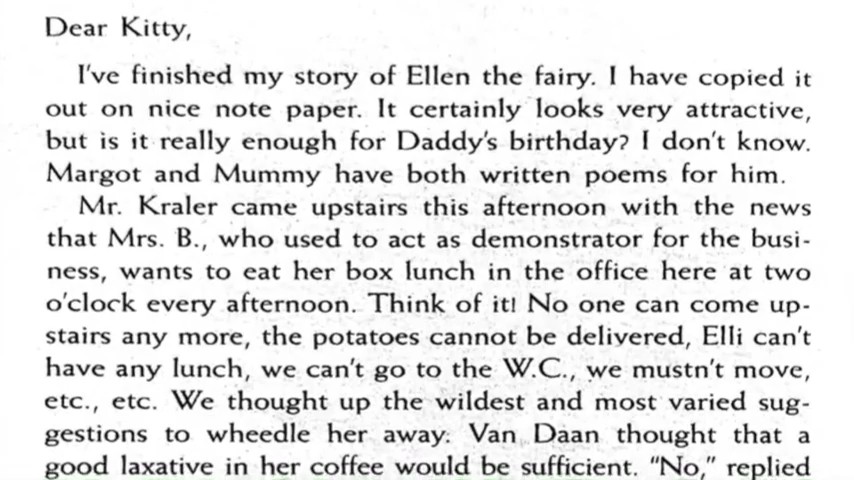 Dear Kitty,
I've finished my story of Ellen the fairy. I have copied it
out on nice note paper. It certainly looks very attractive,
but is it really enough for Daddy's birthday? I don't know.
Margot and Mummy have both written poems for him.
Mr. Kraler came upstairs this afternoon with the news
that Mrs. B., who used to act as demonstrator for the busi-
ness, wants to eat her box lunch in the office here at two
o'clock every afternoon. Think of it! No one can come up-
stairs any more, the potatoes cannot be delivered, Elli can't
have any lunch, we can't go to the W.C., we mustn't move,
etc., etc. We thought up the wildest and most varied sug-
gestions to wheedle her away. Van Daan thought that a
good laxative in her coffee would be sufficient. "No," replied